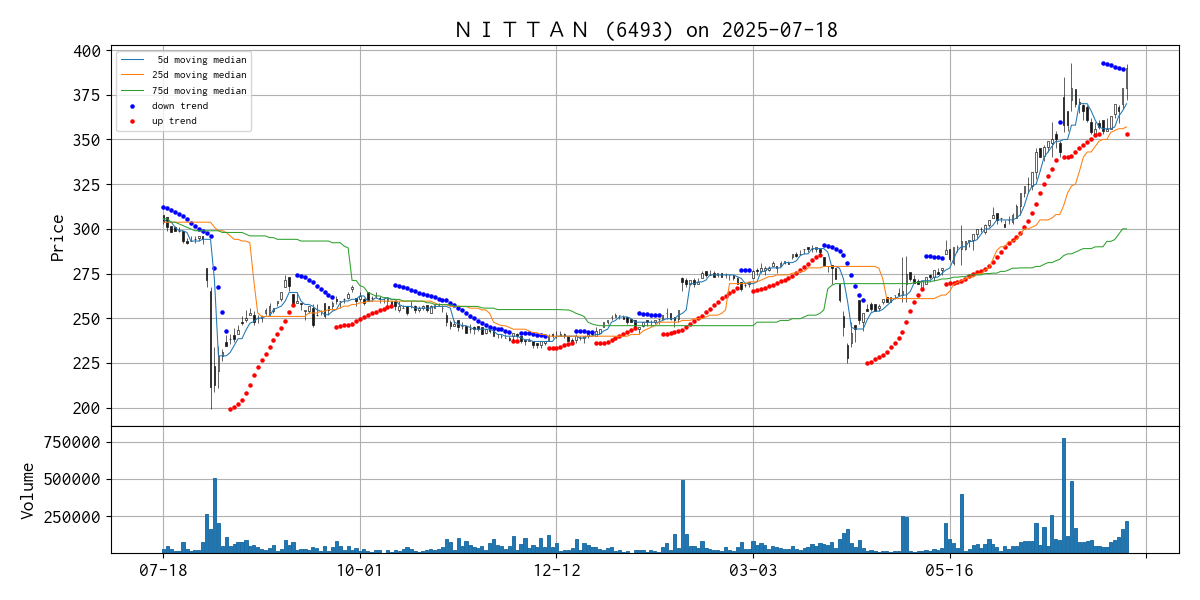 ＮＩＴＴＡＮ (6493) on 2025-07-18
400
375
350
325
300
275
250
225
200
Price
5d moving median
25d moving median
75d moving median
down trend
up trend
750000
500000
250000
Volume
07-18
10-01
12-12
03-03
05-16